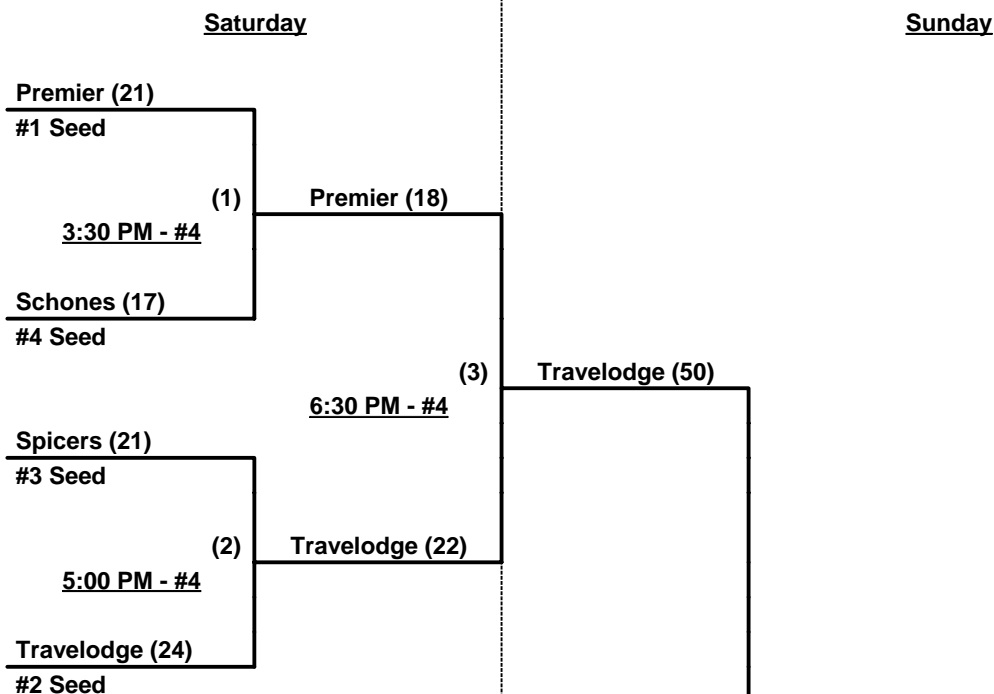 Saturday
Sunday
Premier (21)
#1 Seed
(1)
Premier (18)
3:30 PM - #4
Schones (17)
#4 Seed
(3)
Travelodge (50)
6:30 PM - #4
Spicers (21)
#3 Seed
(2)
Travelodge (22)
5:00 PM - #4
Travelodge (24)
#2 Seed